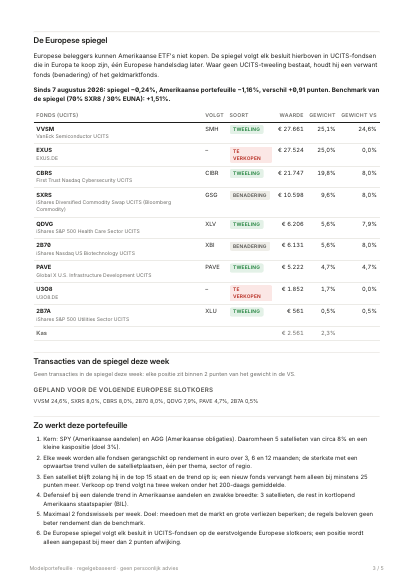 De Europese spiegel
Europese beleggers kunnen Amerikaanse ETF's niet kopen. De spiegel volgt elk besluit hierboven in UCITS-fondsen
die in Europa te koop zijn, één Europese handelsdag later. Waar geen UCITS-tweeling bestaat, houdt hij een verwant
fonds (benadering) of het geldmarktfonds.
Sinds 7 augustus 2026: spiegel −0,24%, Amerikaanse portefeuille −1,16%, verschil +0,91 punten. Benchmark van
de spiegel (70% SXR8 / 30% EUNA): +1,51%.
FONDS (UCITS) VOLGT SOORT WAARDE GEWICHT GEWICHT VS
VVSM SMH TWEELING € 27.661 25,1% 24,6%
VanEck Semiconductor UCITS
EXUS – TE VERKOPEN € 27.524 25,0% 0,0%
EXUS.DE
CBRS CIBR TWEELING € 21.747 19,8% 8,0%
First Trust Nasdaq Cybersecurity UCITS
SXRS GSG BENADERING € 10.598 9,6% 8,0%
iShares Diversified Commodity Swap UCITS (Bloomberg
Commodity)
QDVG XLV TWEELING € 6.206 5,6% 7,9%
iShares S&P 500 Health Care Sector UCITS
2B70 XBI BENADERING € 6.131 5,6% 8,0%
iShares Nasdaq US Biotechnology UCITS
PAVE PAVE TWEELING € 5.222 4,7% 4,7%
Global X U.S. Infrastructure Development UCITS
U3O8 – TE VERKOPEN € 1.852 1,7% 0,0%
U3O8.DE
2B7A XLU TWEELING € 561 0,5% 0,5%
iShares S&P 500 Utilities Sector UCITS
Kas € 2.561 2,3%
Transacties van de spiegel deze week
Geen transacties in de spiegel deze week: elke positie zit binnen 2 punten van het gewicht in de VS.
GEPLAND VOOR DE VOLGENDE EUROPESE SLOTKOERS
VVSM 24,6%, SXRS 8,0%, CBRS 8,0%, 2B70 8,0%, QDVG 7,9%, PAVE 4,7%, 2B7A 0,5%
Zo werkt deze portefeuille
1. Kern: SPY (Amerikaanse aandelen) en AGG (Amerikaanse obligaties). Daaromheen 5 satellieten van circa 8% en een
kleine kaspositie (doel 3%).
2. Elke week worden alle fondsen gerangschikt op rendement in euro over 3, 6 en 12 maanden; de sterkste met een
opwaartse trend vullen de satellietplaatsen, één per thema, sector of regio.
3. Een satelliet blijft zolang hij in de top 15 staat en de trend op is; een nieuw fonds vervangt hem alleen bij minstens 25
punten meer. Verkoop op trend volgt na twee weken onder het 200-daags gemiddelde.
4. Defensief bij een dalende trend in Amerikaanse aandelen en zwakke breedte: 3 satellieten, de rest in kortlopend
Amerikaans staatspapier (BIL).
5. Maximaal 2 fondswissels per week. Doel: meedoen met de markt en grote verliezen beperken; de regels beloven geen
beter rendement dan de benchmark.
6. De Europese spiegel volgt elk besluit in UCITS-fondsen op de eerstvolgende Europese slotkoers; een positie wordt
alleen aangepast bij meer dan 2 punten afwijking.
Modelportefeuille · regelgebaseerd · geen persoonlijk advies 3 / 5